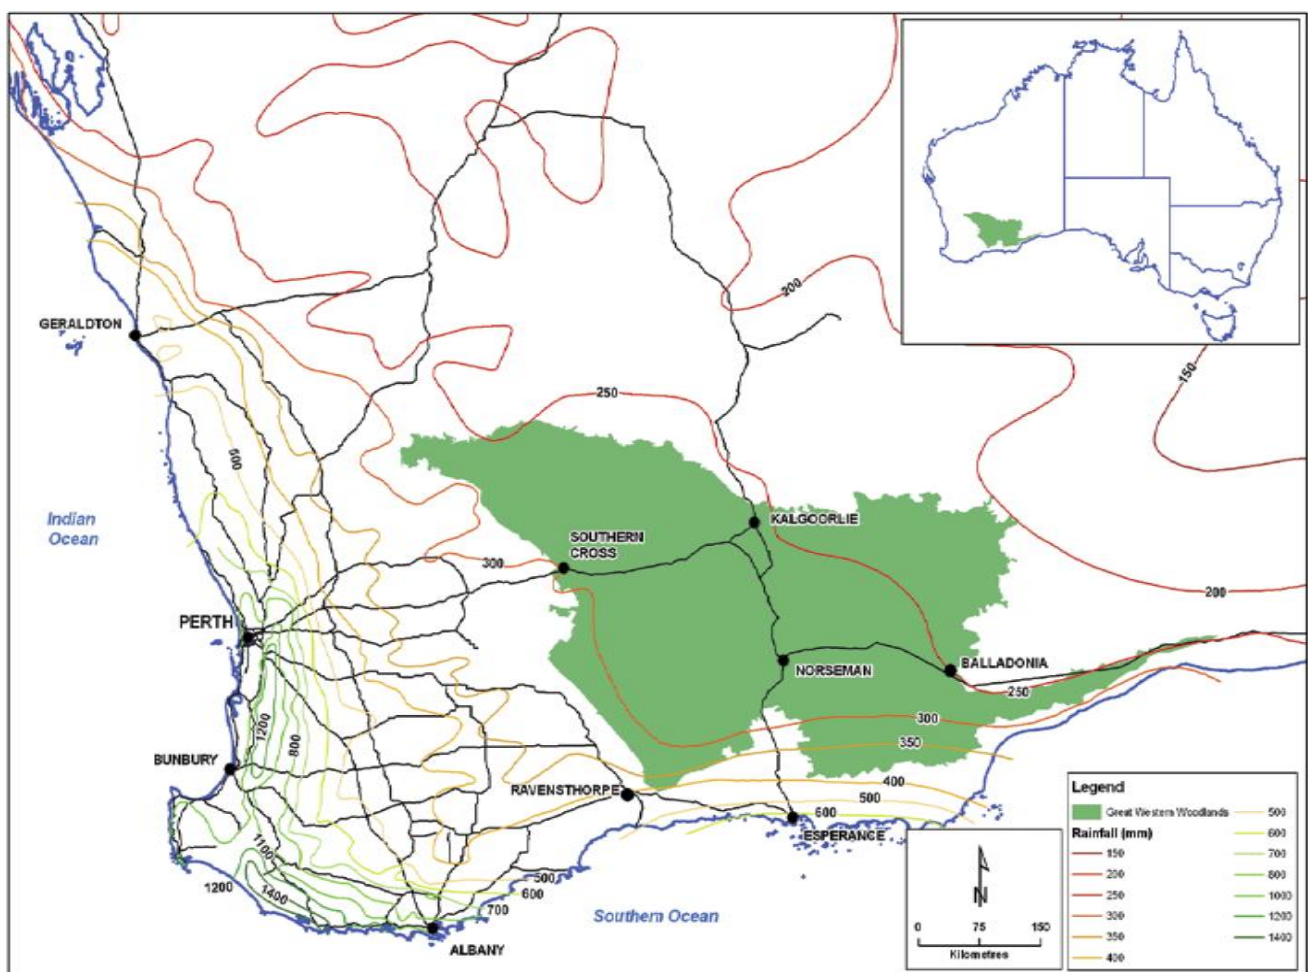 200
150
GERALDTON
250
500
Indian
Ocean
KALGOORLIE
SOUTHERN
CROSS
300
200
PERTH
NORSEMAN
BALLADONIA
250
1200
800
300
350
BUNBURY
RAVENSTHORPE
400
500
600
ESPERANCE
1100
1200
1400
500
600
700
Southern Ocean
ALBANY
N
0 75 150
Kilometres
Legend
Great Western Woodlands
Rainfall (mm)
150
200
250
300
350
400
500
600
700
800
1000
1200
1400